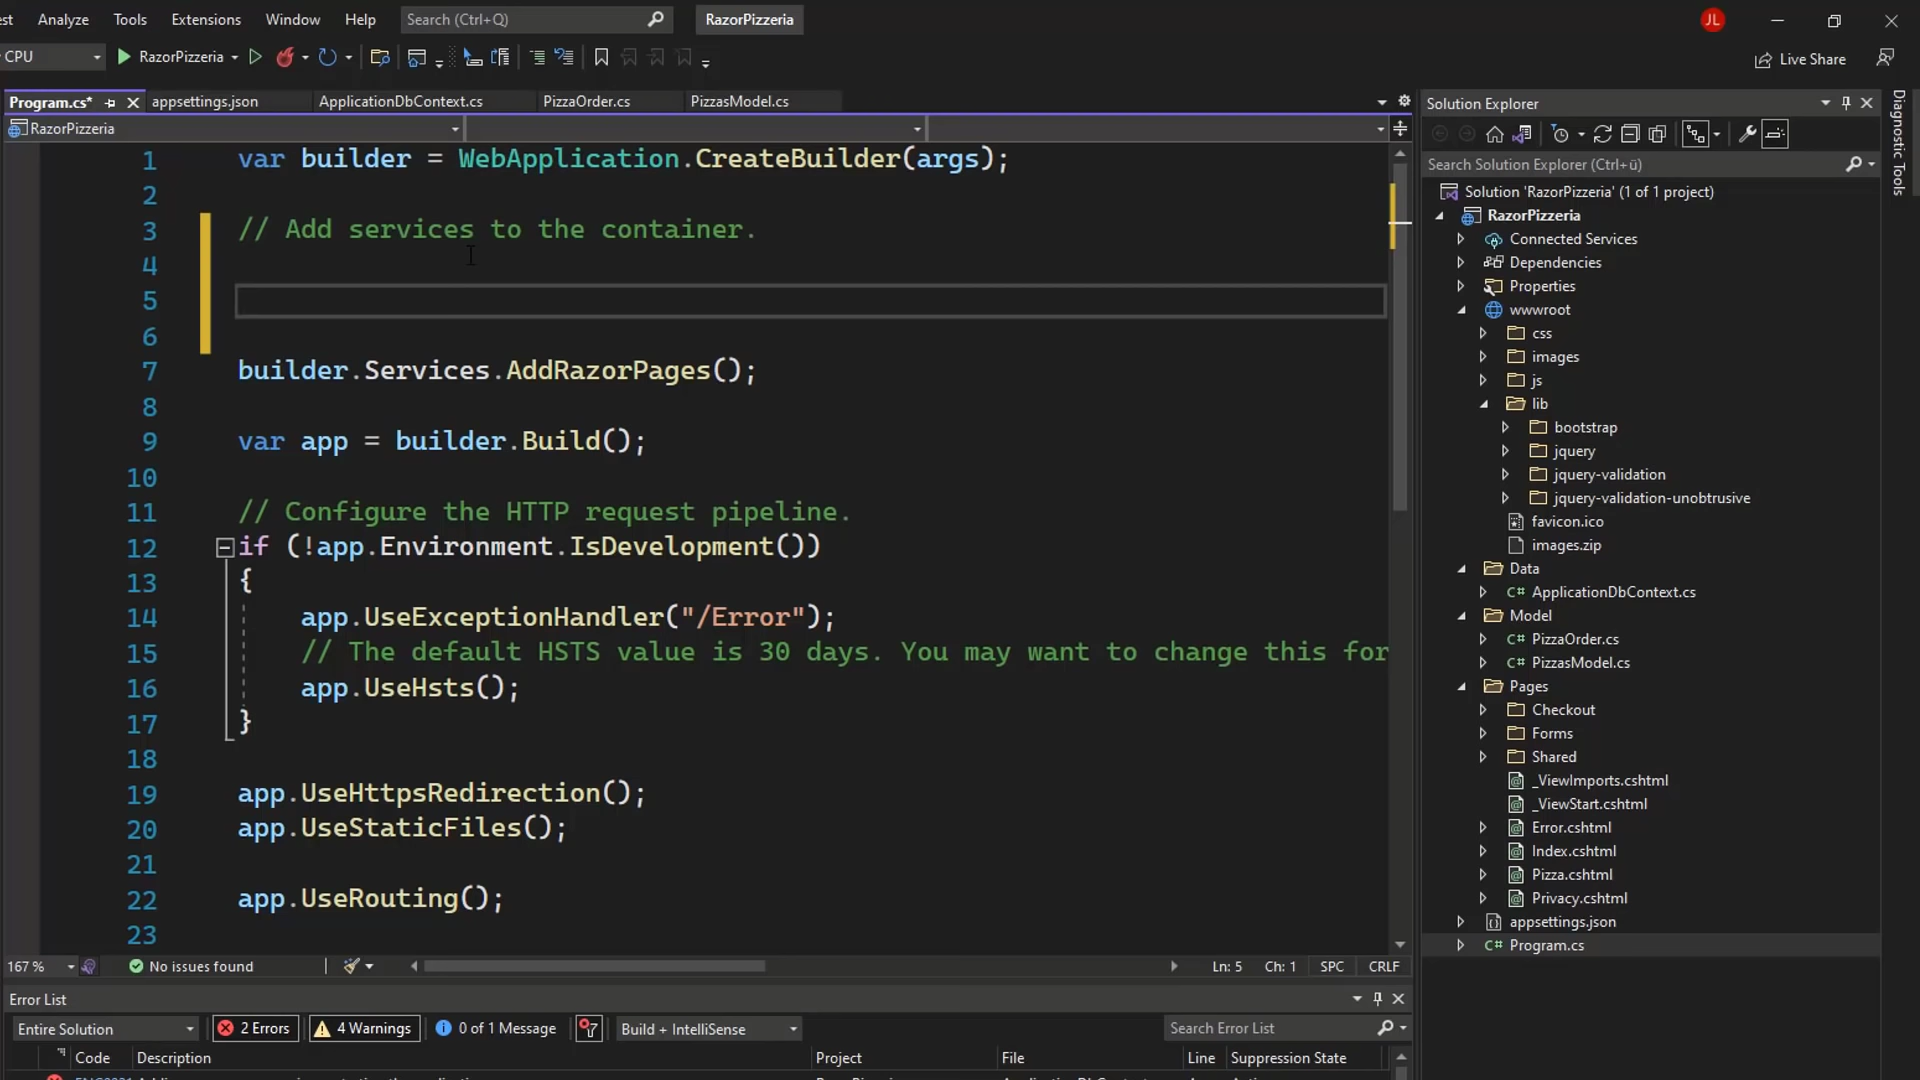 est Analyze Tools Extensions Window Help Search (Ctrl+Q) RazorPizzeria JL
CPU RazorPizzeria Live Share
Program.cs* appsettings.json ApplicationDbContext.cs PizzaOrder.cs PizzasModel.cs
RazorPizzeria
1 var builder = WebApplication.CreateBuilder(args);
2
3 // Add services to the container.
4
5
6
7 builder.Services.AddRazorPages();
8
9 var app = builder.Build();
10
11 // Configure the HTTP request pipeline.
12 if (!app.Environment.IsDevelopment())
13 {
14 app.UseExceptionHandler("/Error");
15 // The default HSTS value is 30 days. You may want to change this for
16 app.UseHsts();
17 }
18
19 app.UseHttpsRedirection();
20 app.UseStaticFiles();
21
22 app.UseRouting();
23
167 % No issues found Ln: 5 Ch: 1 SPC CRLF
Error List
Entire Solution 2 Errors 4 Warnings 0 of 1 Message Build + IntelliSense Search Error List
Code Description Project File Line Suppression State
Solution Explorer
Search Solution Explorer (Ctrl+ü)
Solution 'RazorPizzeria' (1 of 1 project)
RazorPizzeria
Connected Services
Dependencies
Properties
wwwroot
css
images
js
lib
bootstrap
jquery
jquery-validation
jquery-validation-unobtrusive
favicon.ico
images.zip
Data
C# ApplicationDbContext.cs
Model
C# PizzaOrder.cs
C# PizzasModel.cs
Pages
Checkout
Forms
Shared
_ViewImports.cshtml
_ViewStart.cshtml
Error.cshtml
Index.cshtml
Pizza.cshtml
Privacy.cshtml
appsettings.json
C# Program.cs
Diagnostic Tools